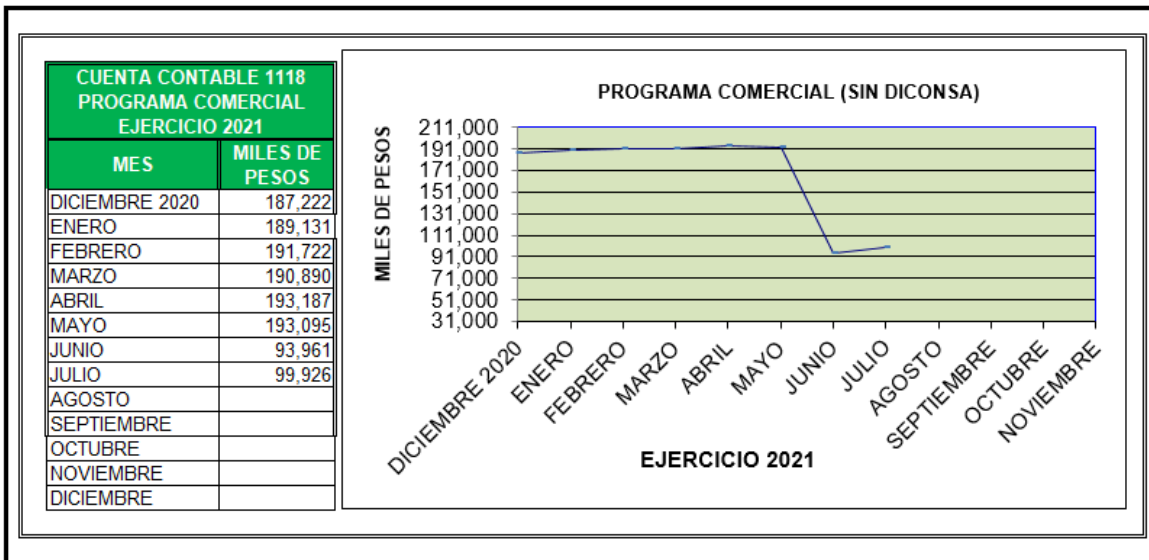 CUENTA CONTABLE 1118
PROGRAMA COMERCIAL
EJERCICIO 2021
MES MILES DE PESOS
DICIEMBRE 2020 187,222
ENERO 189,131
FEBRERO 191,722
MARZO 190,890
ABRIL 193,187
MAYO 193,095
JUNIO 93,961
JULIO 99,926
AGOSTO
SEPTIEMBRE
OCTUBRE
NOVIEMBRE
DICIEMBRE
PROGRAMA COMERCIAL (SIN DICONSA)
MILES DE PESOS
211,000
191,000
171,000
151,000
131,000
111,000
91,000
71,000
51,000
31,000
DICIEMBRE 2020
ENERO
FEBRERO
MARZO
ABRIL
MAYO
JUNIO
JULIO
AGOSTO
SEPTIEMBRE
OCTUBRE
NOVIEMBRE
EJERCICIO 2021